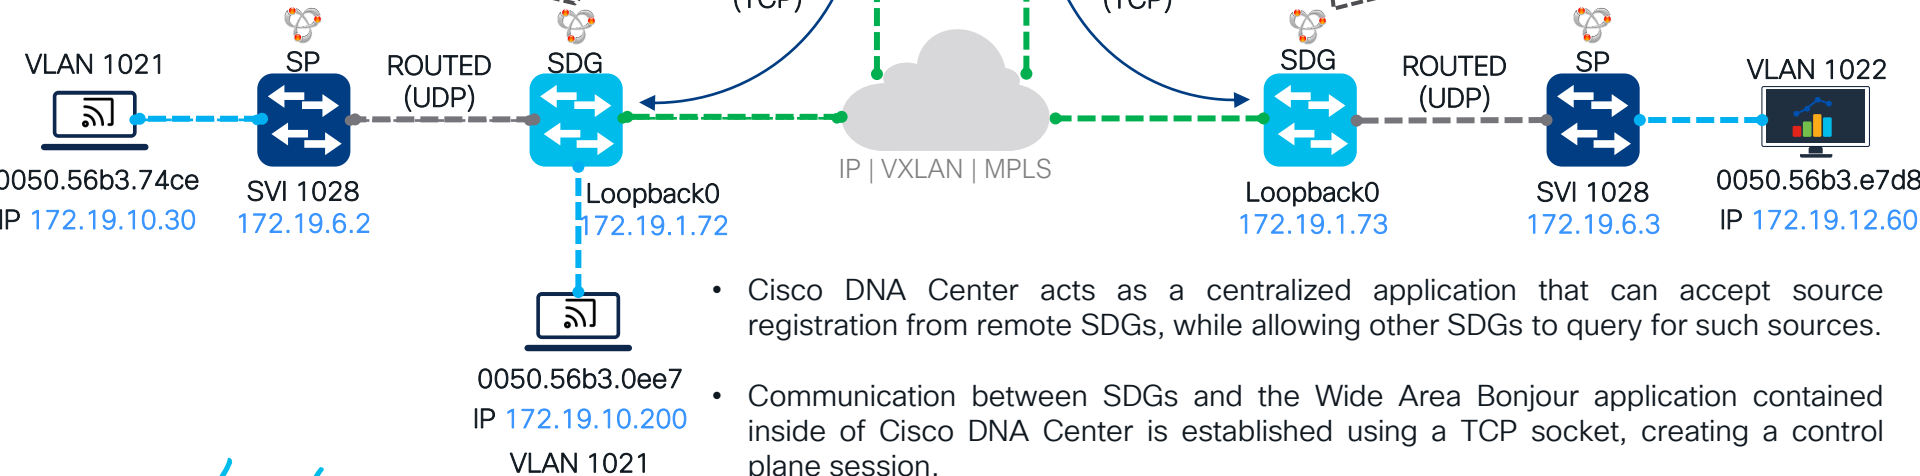 (TCP)
(TCP)
VLAN 1021
SP
ROUTED
(UDP)
SDG
SDG
ROUTED
(UDP)
SP
VLAN 1022
IP | VXLAN | MPLS
0050.56b3.74ce
IP 172.19.10.30
SVI 1028
172.19.6.2
Loopback0
172.19.1.72
Loopback0
172.19.1.73
SVI 1028
172.19.6.3
0050.56b3.e7d8
IP 172.19.12.60
0050.56b3.0ee7
IP 172.19.10.200
VLAN 1021
• Cisco DNA Center acts as a centralized application that can accept source
registration from remote SDGs, while allowing other SDGs to query for such sources.
• Communication between SDGs and the Wide Area Bonjour application contained
inside of Cisco DNA Center is established using a TCP socket, creating a control
plane session.